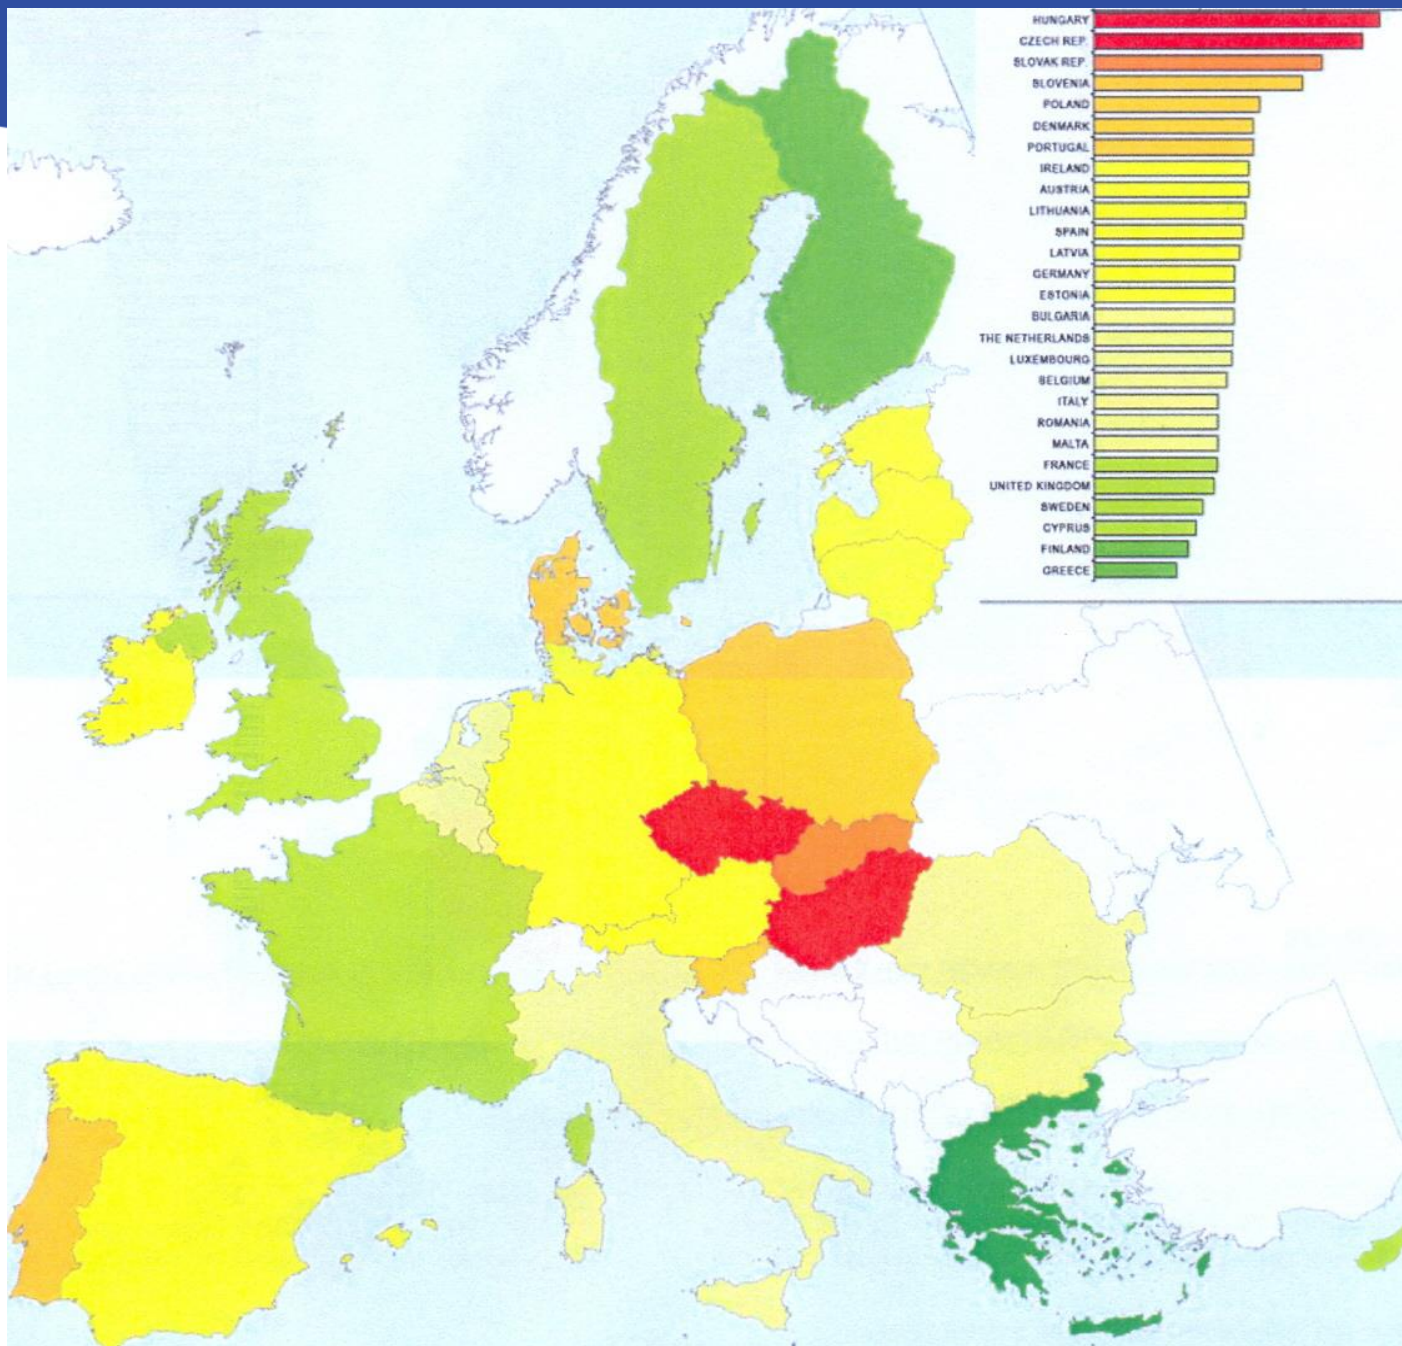 HUNGARY
CZECH REP.
SLOVAK REP.
SLOVENIA
POLAND
DENMARK
PORTUGAL
IRELAND
AUSTRIA
LITHUANIA
SPAIN
LATVIA
GERMANY
ESTONIA
BULGARIA
THE NETHERLANDS
LUXEMBOURG
BELGIUM
ITALY
ROMANIA
MALTA
FRANCE
UNITED KINGDOM
SWEDEN
CYPRUS
FINLAND
GREECE